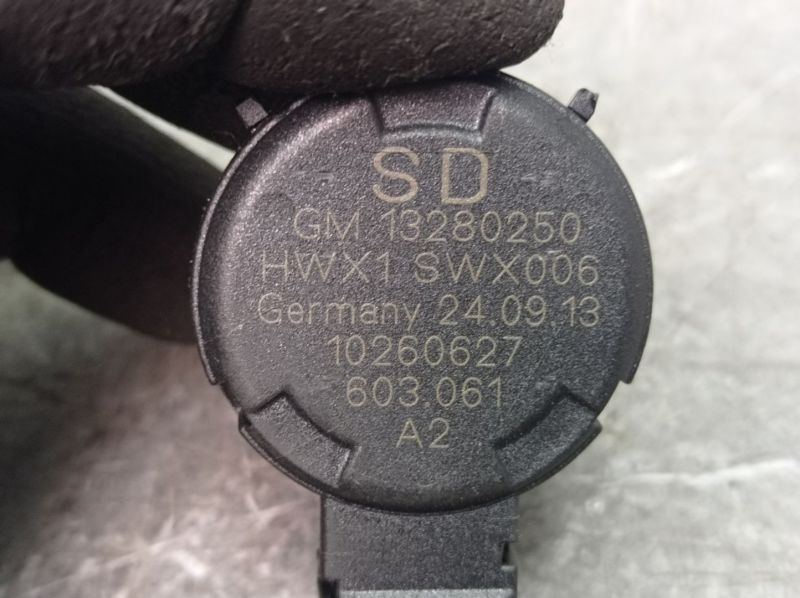 SD
GM 13280250
HWX1 SWX006
Germany 24.09.13
10260627
603.061
A2